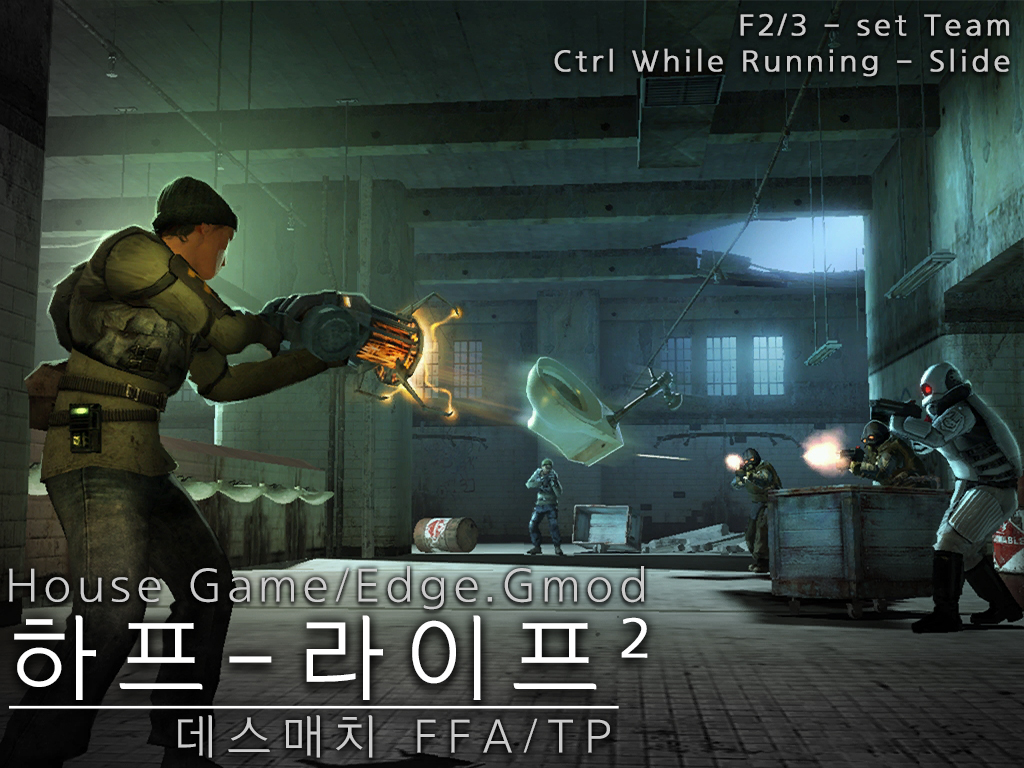 F2/3 – set Team
Ctrl While Running – Slide
House Game/Edge.Gmod
하프-라이프²
데스매치 FFA/TP